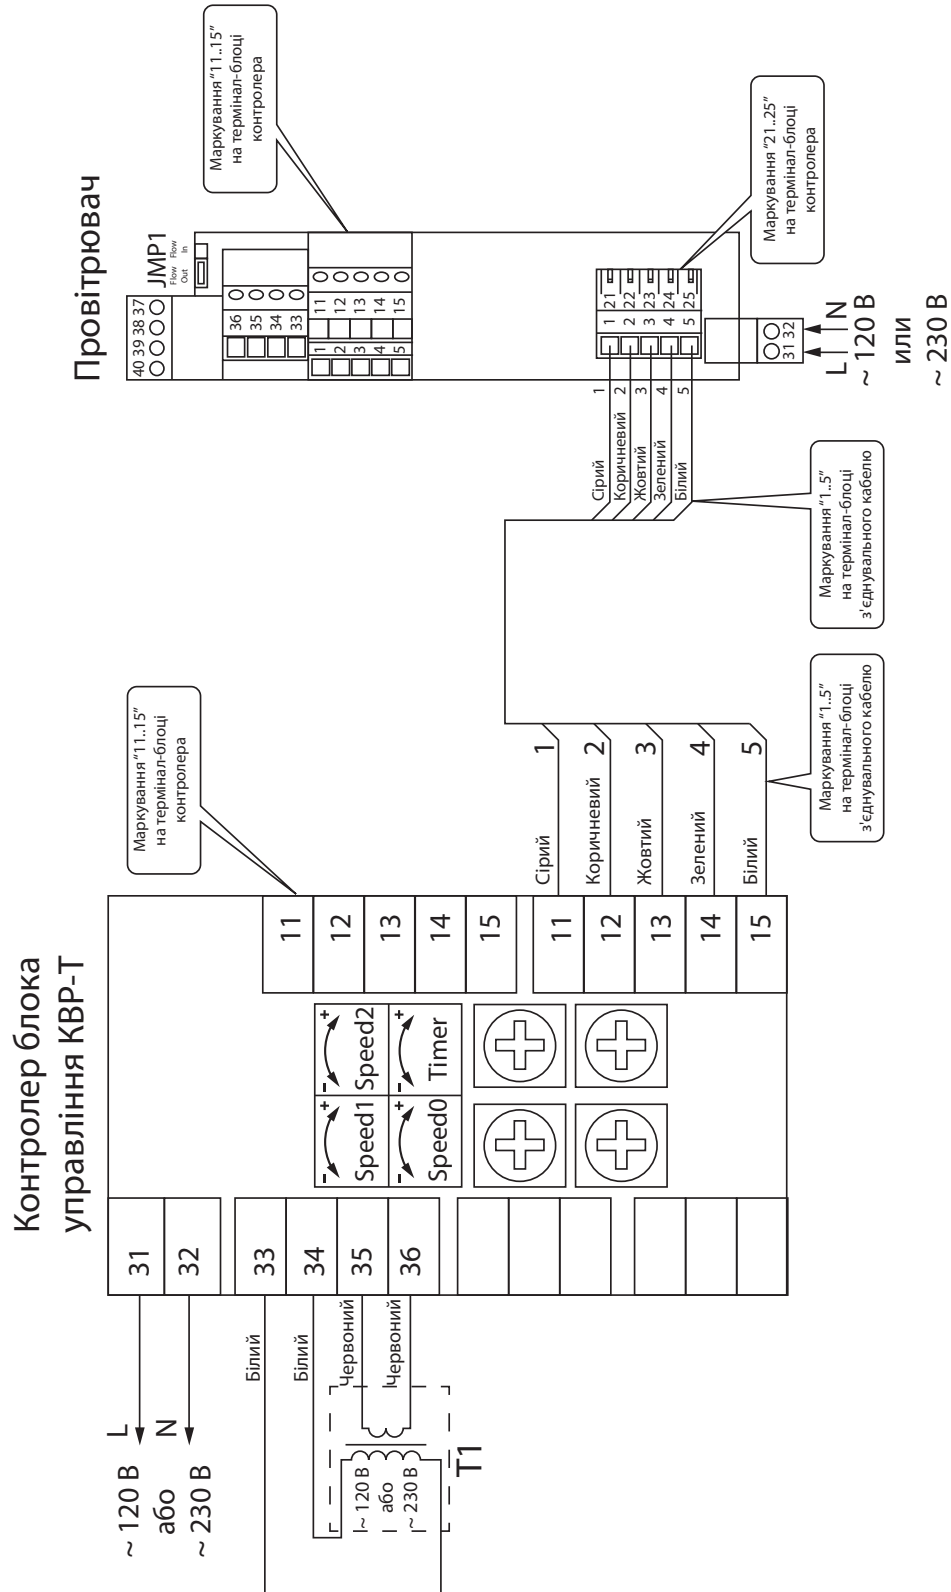 Контролер блока
управління КВР-Т
~ 120 В
або
~ 230 В
L
N
31
32
33
34
35
36
Білий
Білий
Червоний
Червоний
~ 120 В
або
~ 230 В
T1
- +
Speed1
- +
Speed2
- +
Speed0
- +
Timer
11
12
13
14
15
11
12
13
14
15
Маркування "11..15"
на термінал-блоці
контролера
Сірий 1
Коричневий 2
Жовтий 3
Зелений 4
Білий 5
Маркування "1..5"
на термінал-блоці
з'єднувального кабелю
Маркування "1..5"
на термінал-блоці
з'єднувального кабелю
Сірий 1
Коричневий 2
Жовтий 3
Зелений 4
Білий 5
Провітрювач
40 39 38 37
JMP1
Flow Flow
Out In
36
35
34
33
1 11
2 12
3 13
4 14
5 15
Маркування "11..15"
на термінал-блоці
контролера
1 21
2 22
3 23
4 24
5 25
Маркування "21..25"
на термінал-блоці
контролера
31 32
L N
~ 120 В
или
~ 230 В